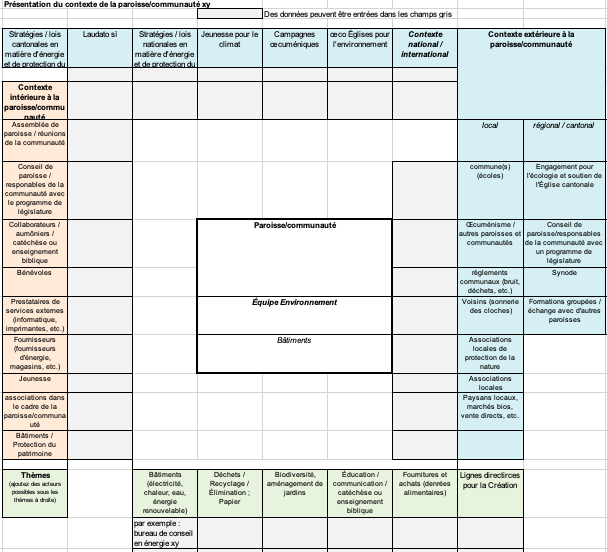 Présentation du contexte de la paroisse/communauté xy
Des données peuvent être entrées dans les champs gris
Stratégies / lois
cantonales en
matière d'énergie
et de protection du
Laudato sì
Stratégies / lois
nationales en
matière d'énergie
et de protection du
Jeunesse pour le
climat
Campagnes
œcuméniques
œco Églises pour
l'environnement
Contexte
national /
international
Contexte extérieure à la
paroisse/communauté
Contexte
intérieure à la
paroisse/commu
nauté
Assemblée de
paroisse / réunions
de la communauté
local
régional / cantonal
Conseil de
paroisse /
responables de la
communauté avec
le programme de
législature
commune(s)
(écoles)
Engagement pour
l'écologie et soutien de
l'Église cantonale
Collaborateurs /
aumôniers /
catéchèse ou
enseignement
biblique
Paroisse/communauté
Œcuménisme /
autres paroisses et
communautés
Conseil de
paroisse/responsables
de la communauté avec
un programme de
législature
Bénévoles
règlements
communaux (bruit,
déchets, etc.)
Synode
Prestataires de
services externes
(informatique,
imprimantes, etc.)
Équipe Environnement
Voisins (sonnerie
des cloches)
Formations groupées /
échange avec d'autres
paroisses
Fournisseurs
(fournisseurs
d'énergie,
magasins, etc.)
Bâtiments
Associations
locales de
protection de la
nature
Jeunesse
Associations
locales
associations dans
le cadre de la
paroisse/communa
uté
Paysans locaux,
marchés bios,
vente directs, etc.
Bâtiments /
Protection du
patrimoine
Thèmes
(ajoutez des acteurs
possibles sous les
thèmes à droite)
Bâtiments
(électricité,
chaleur, eau,
énergie
renouvelable)
Déchets /
Recyclage /
Élimination ;
Papier
Biodiversité,
aménagement de
jardins
Éducation /
communication /
catéchèse ou
enseignement
biblique
Fournitures et
achats (denrées
alimentaires)
Lignes directirces
pour la Création
par exemple :
bureau de conseil
en énergie xy